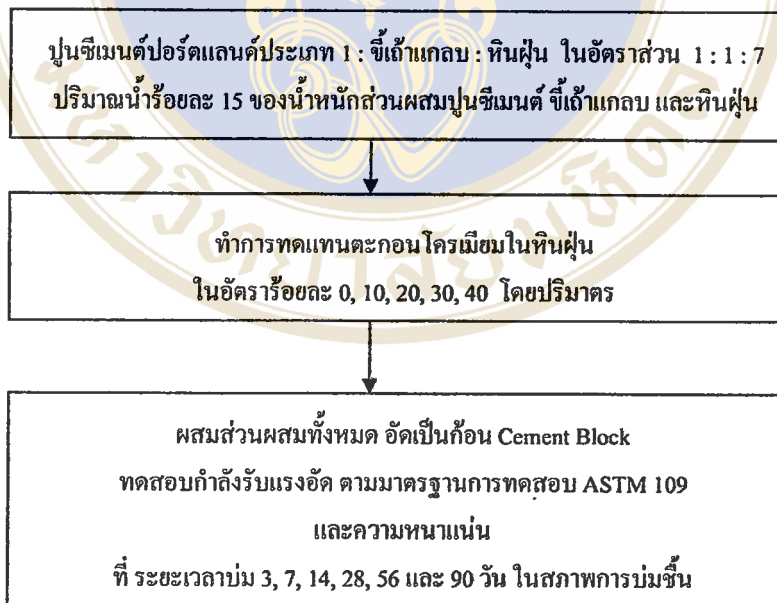 ปูนซีเมนต์ปอร์ตแลนด์ประเภท 1 : ขี้เถ้าแกลบ : หินฝุ่น ในอัตราส่วน 1 : 1 : 7
ปริมาณน้ำร้อยละ 15 ของน้ำหนักส่วนผสมปูนซีเมนต์ ขี้เถ้าแกลบ และหินฝุ่น
ทำการทดแทนตะกอนโครเมียมในหินฝุ่น
ในอัตราร้อยละ 0, 10, 20, 30, 40 โดยปริมาตร
ผสมส่วนผสมทั้งหมด อัดเป็นก้อน Cement Block
ทดสอบกำลังรับแรงอัด ตามมาตรฐานการทดสอบ ASTM 109
และความหนาแน่น
ที่ ระยะเวลาบ่ม 3, 7, 14, 28, 56 และ 90 วัน ในสภาพการบ่มชื้น
มหาวิทยาลัยมหิดล